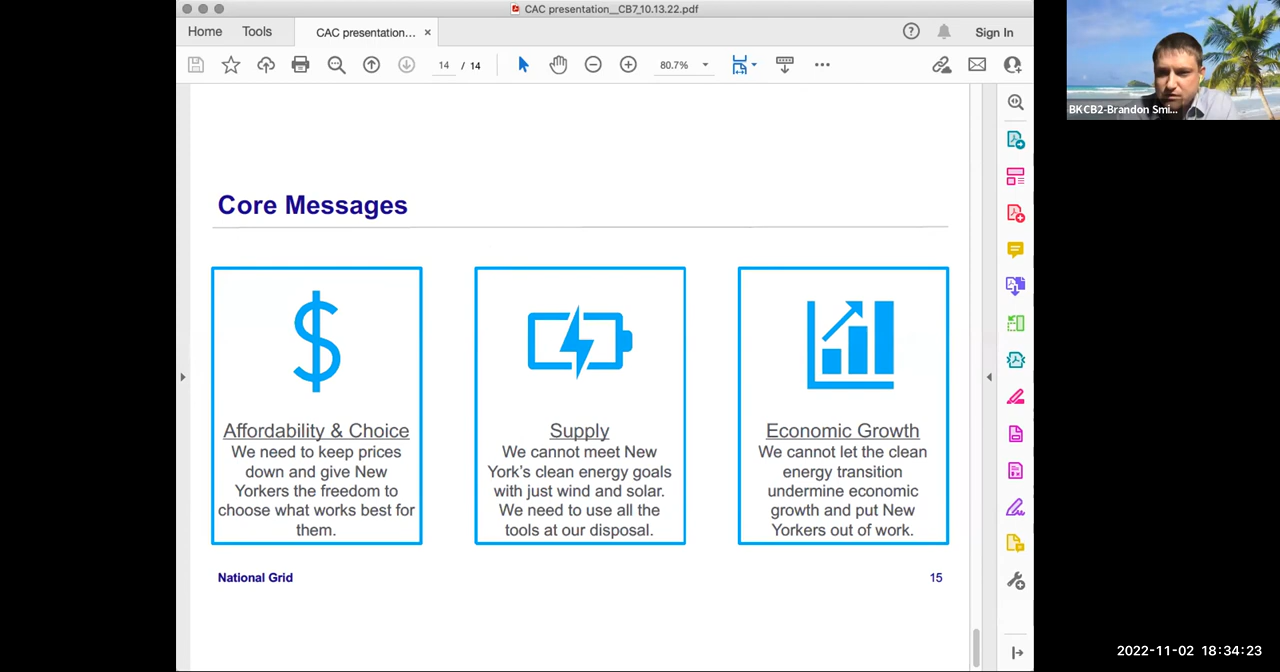 CAC presentation__CB7_10.13.22.pdf
Home Tools CAC presentation... × ? Sign In
14 / 14 80.7%
BKCB2-Brandon Smi...
Core Messages
$
Affordability & Choice
We need to keep prices
down and give New
Yorkers the freedom to
choose what works best for
them.
Supply
We cannot meet New
York’s clean energy goals
with just wind and solar.
We need to use all the
tools at our disposal.
Economic Growth
We cannot let the clean
energy transition
undermine economic
growth and put New
Yorkers out of work.
National Grid 15
2022-11-02 18:34:23